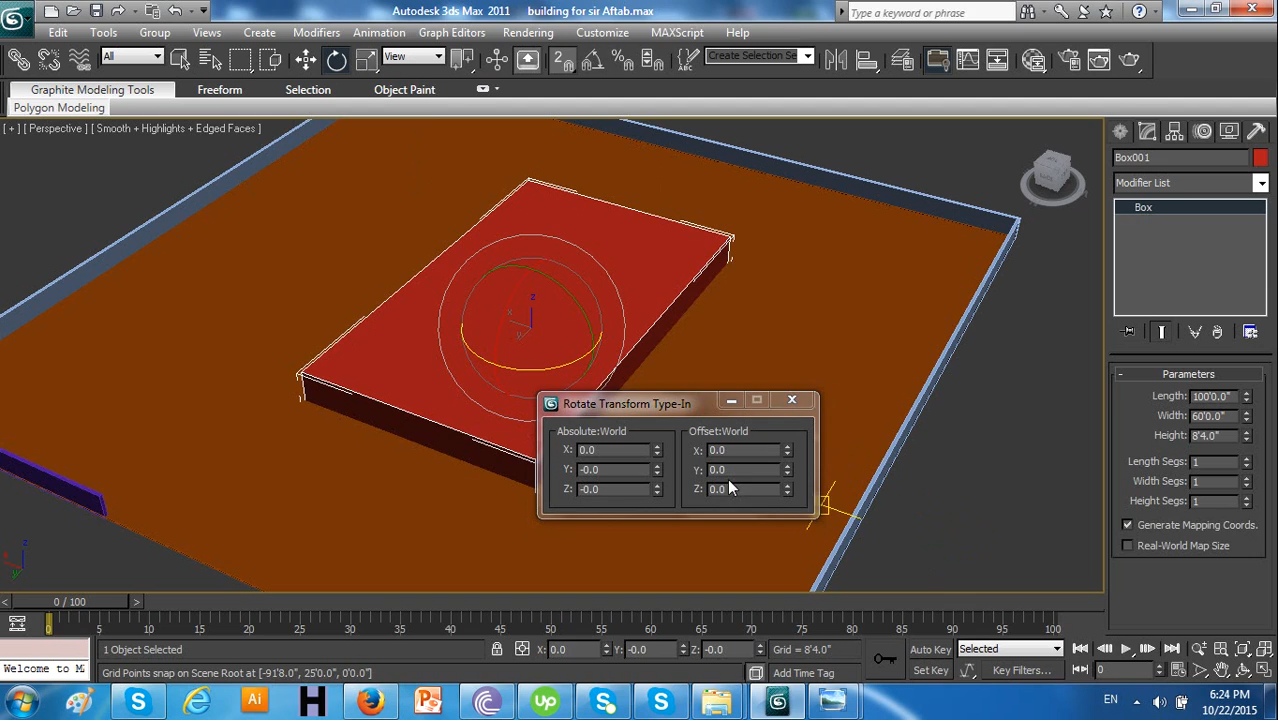 Autodesk 3ds Max 2011 building for sir Aftab.max
Type a keyword or phrase
Edit Tools Group Views Create Modifiers Animation Graph Editors Rendering Customize MAXScript Help
All
View
Create Selection Se
Graphite Modeling Tools Freeform Selection Object Paint
Polygon Modeling
[ + ] [ Perspective ] [ Smooth + Highlights + Edged Faces ]
Box001
Modifier List
Box
z
x
y
Rotate Transform Type-In
Absolute:World Offset:World
X: 0.0 X: 0.0
Y: -0.0 Y: 0.0
Z: -0.0 Z: 0.0
- Parameters
Length: 100'0.0"
Width: 60'0.0"
Height: 8'4.0"
Length Segs: 1
Width Segs: 1
Height Segs: 1
Generate Mapping Coords.
Real-World Map Size
z
x
y
< 0 / 100 >
0 5 10 15 20 25 30 35 40 45 50 55 60 65 70 75 80 85 90 95 100
1 Object Selected X: 0.0 Y: -0.0 Z: -0.0 Grid = 8'4.0" Auto Key Selected
Welcome to M Grid Points snap on Scene Root at [-91'8.0", 25'0.0", 0'0.0"] Add Time Tag Set Key Key Filters... 0
Ai
H
Up
EN
6:24 PM
10/22/2015